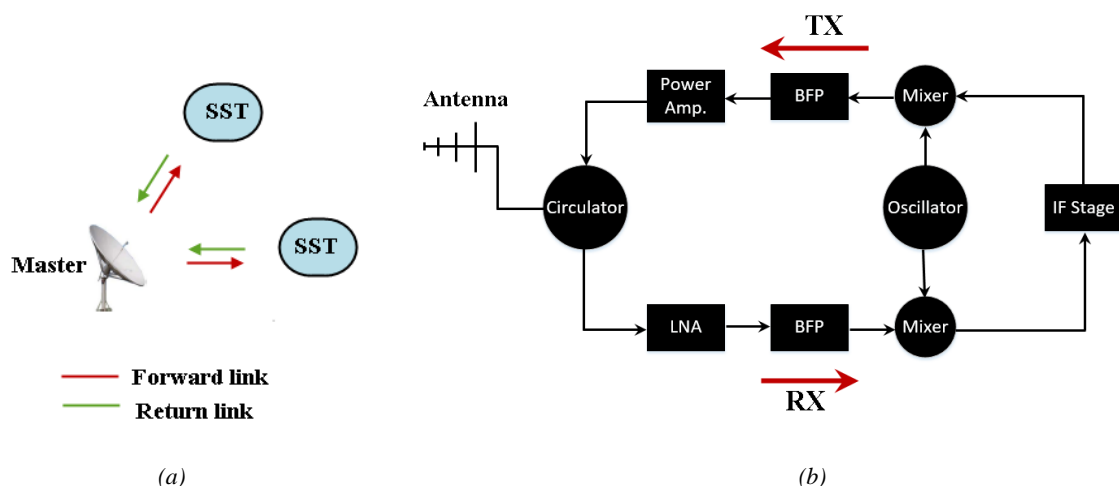 SST
SST
Master
Forward link
Return link
(a)
TX
Antenna
Power
Amp.
BFP
Mixer
Circulator
Oscillator
IF Stage
LNA
BFP
Mixer
RX
(b)